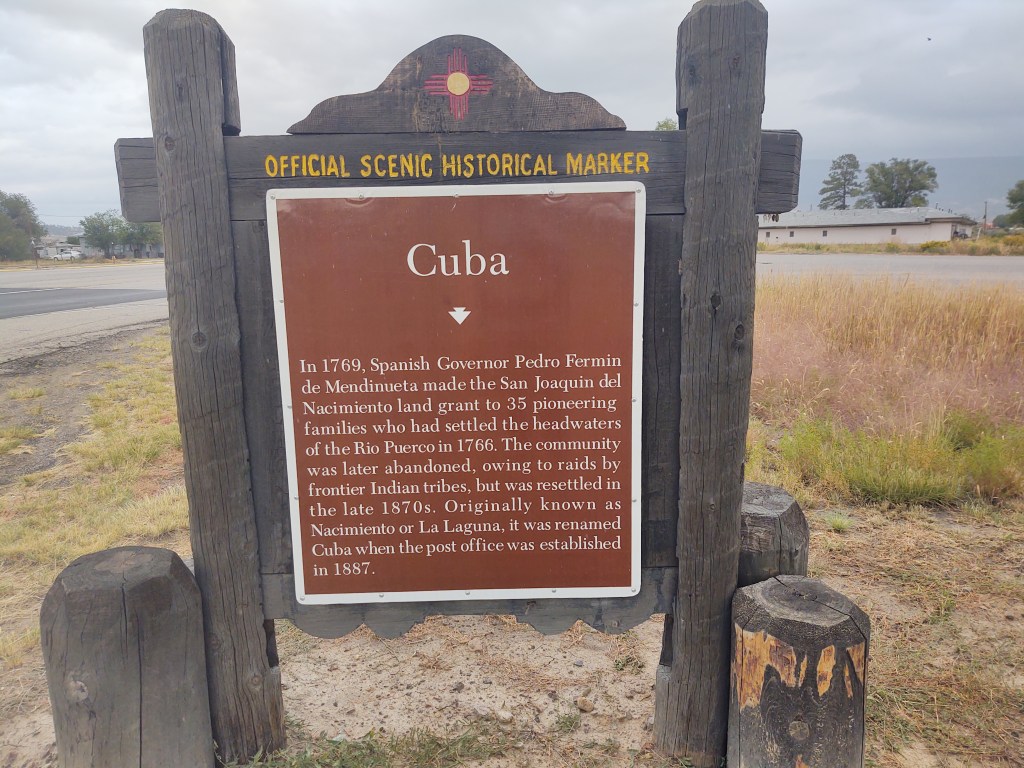 OFFICIAL SCENIC HISTORICAL MARKER
Cuba
In 1769, Spanish Governor Pedro Fermin
de Mendinueta made the San Joaquin del
Nacimiento land grant to 35 pioneering
families who had settled the headwaters
of the Rio Puerco in 1766. The community
was later abandoned, owing to raids by
frontier Indian tribes, but was resettled in
the late 1870s. Originally known as
Nacimiento or La Laguna, it was renamed
Cuba when the post office was established
in 1887.